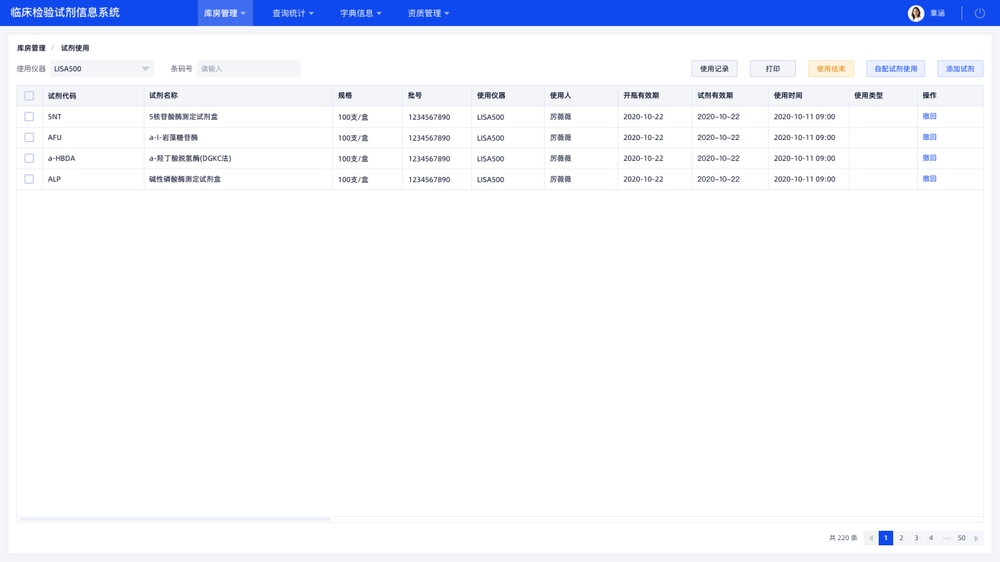 临床检验试剂信息系统 库房管理 查询统计 字典信息 资质管理 章涵
库房管理 / 试剂使用
使用仪器 LISA500 条码号 请输入 使用记录 打印 使用结束 自配试剂使用 添加试剂
试剂代码 试剂名称 规格 批号 使用仪器 使用人 开瓶有效期 试剂有效期 使用时间 使用类型 操作
5NT 5核苷酸酶测定试剂盒 100支/盒 1234567890 LISA500 厉薇薇 2020-10-22 2020-10-22 2020-10-11 09:00 撤回
AFU a-l-岩藻糖苷酶 100支/盒 1234567890 LISA500 厉薇薇 2020-10-22 2020-10-22 2020-10-11 09:00 撤回
a-HBDA a-羟丁酸脱氢酶(DGKC法) 100支/盒 1234567890 LISA500 厉薇薇 2020-10-22 2020-10-22 2020-10-11 09:00 撤回
ALP 碱性磷酸酶测定试剂盒 100支/盒 1234567890 LISA500 厉薇薇 2020-10-22 2020-10-22 2020-10-11 09:00 撤回
共 220 条 1 2 3 4 ··· 50